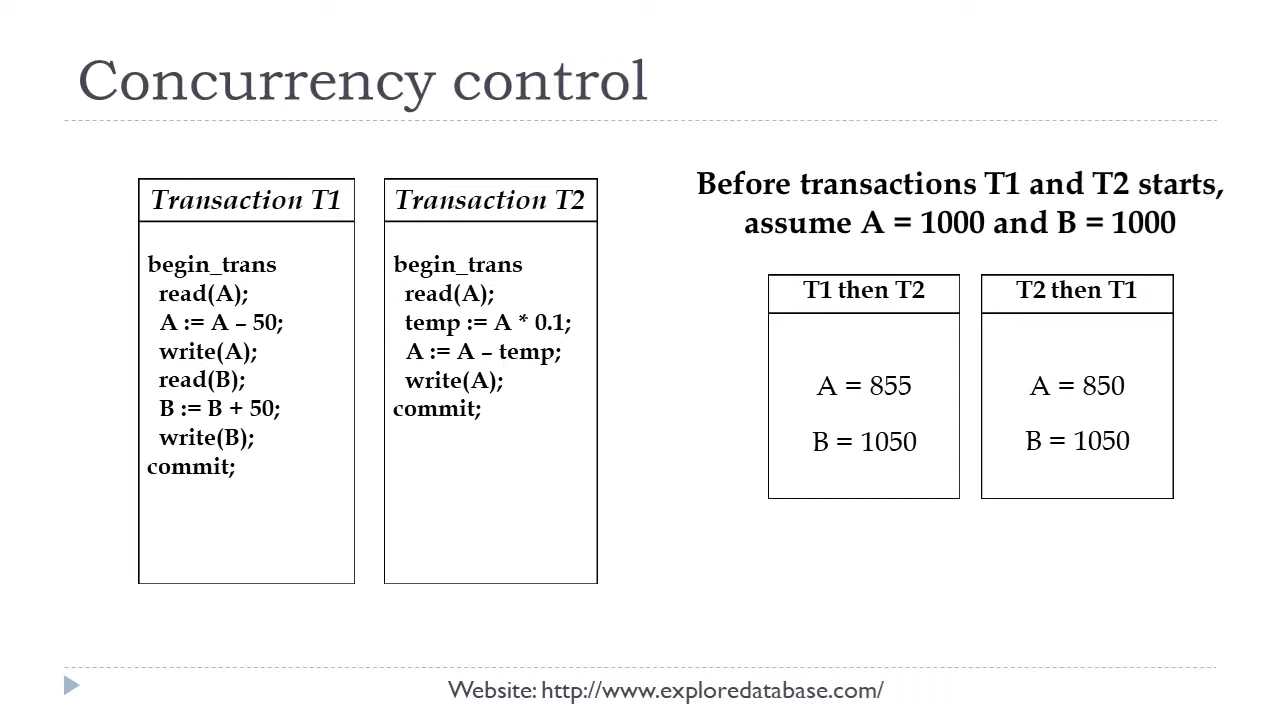 Concurrency control
Transaction T1
begin_trans
read(A);
A := A – 50;
write(A);
read(B);
B := B + 50;
write(B);
commit;
Transaction T2
begin_trans
read(A);
temp := A * 0.1;
A := A – temp;
write(A);
commit;
Before transactions T1 and T2 starts,
assume A = 1000 and B = 1000
T1 then T2
A = 855
B = 1050
T2 then T1
A = 850
B = 1050
Website: http://www.exploredatabase.com/